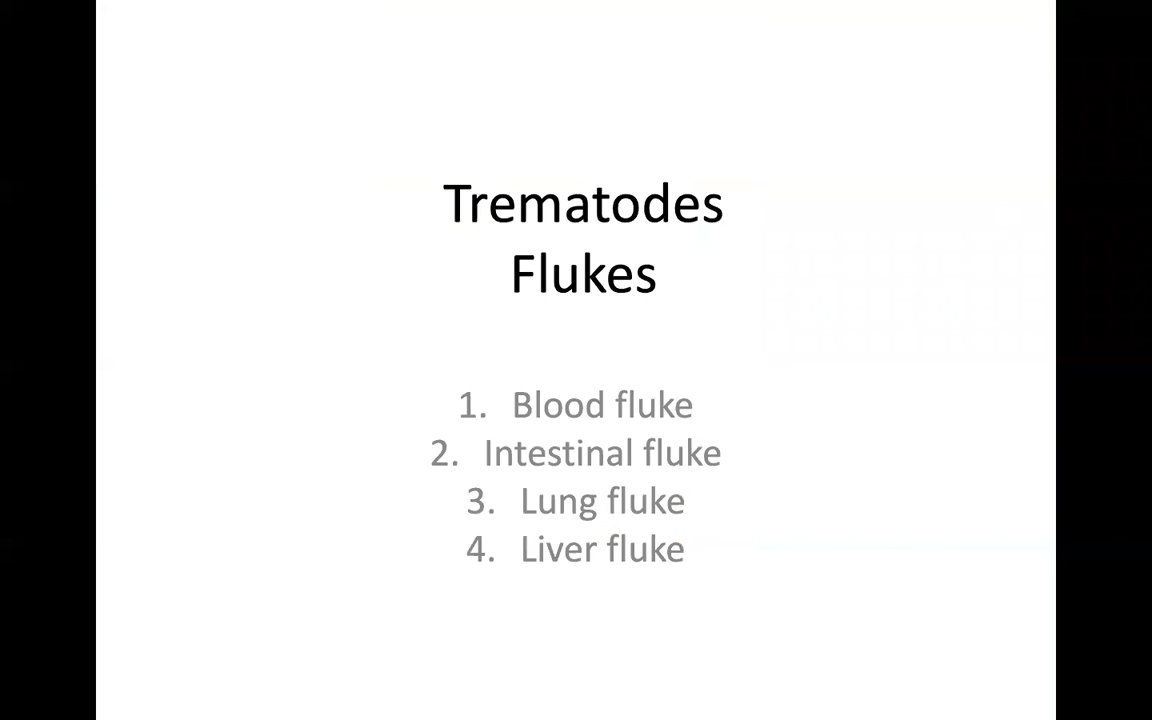 Trematodes
Flukes
1. Blood fluke
2. Intestinal fluke
3. Lung fluke
4. Liver fluke